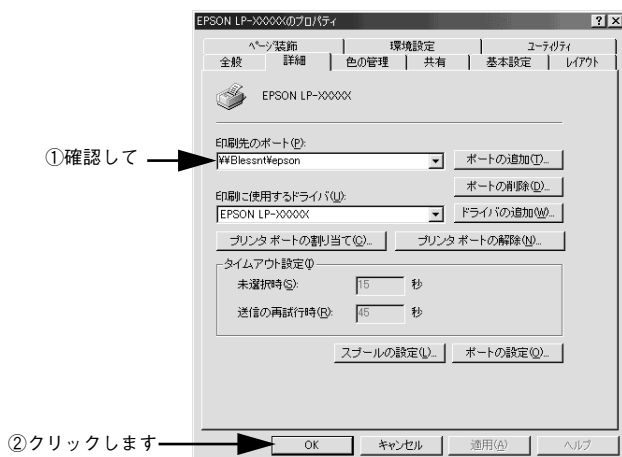 EPSON LP-XXXXXのプロパティ
ページ装飾 環境設定 ユーティリティ
全般 詳細 色の管理 共有 基本設定 レイアウト
EPSON LP-XXXXX
印刷先のポート(P):
①確認して
¥¥Blessnt¥epson ポートの追加(T)...
ポートの削除(D)...
印刷に使用するドライバ(U):
EPSON LP-XXXXX ドライバの追加(W)...
プリンタ ポートの割り当て(C)... プリンタ ポートの解除(N)...
タイムアウト設定①
未選択時(S): 15 秒
送信の再試行時(R): 45 秒
スプールの設定(L)... ポートの設定(O)...
②クリックします
OK キャンセル 適用(A) ヘルプ